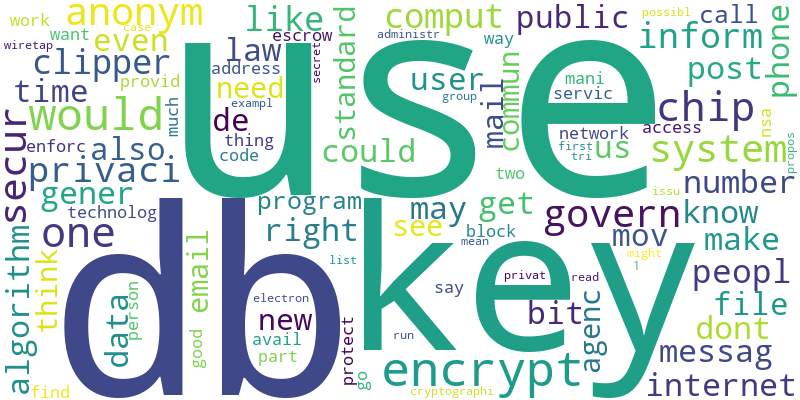 work
anonym
case
like
comput
public
possibl
call
want
even
escrow
administr
way
inform
phone
wiretap
clipper
law
standard
user
mani
post
provid
address
secret
time
need
commun
servic
would
much
exampl
use
group
mail
chip
secur
de
network
access
nsa
enforc
also
thing
code
could
first
tri
us
system
propos
privaci
two
number
gener
program
may
get
issu
technolog
one
right
see
block
govern
know
algorithm
think
email
mean
mov
make
list
say
might
1
data
person
db
electron
key
privat
read
peopl
new
bit
agenc
file
good
avail
protect
run
dont
part
go
encrypt
messag
find
cryptographi
internet